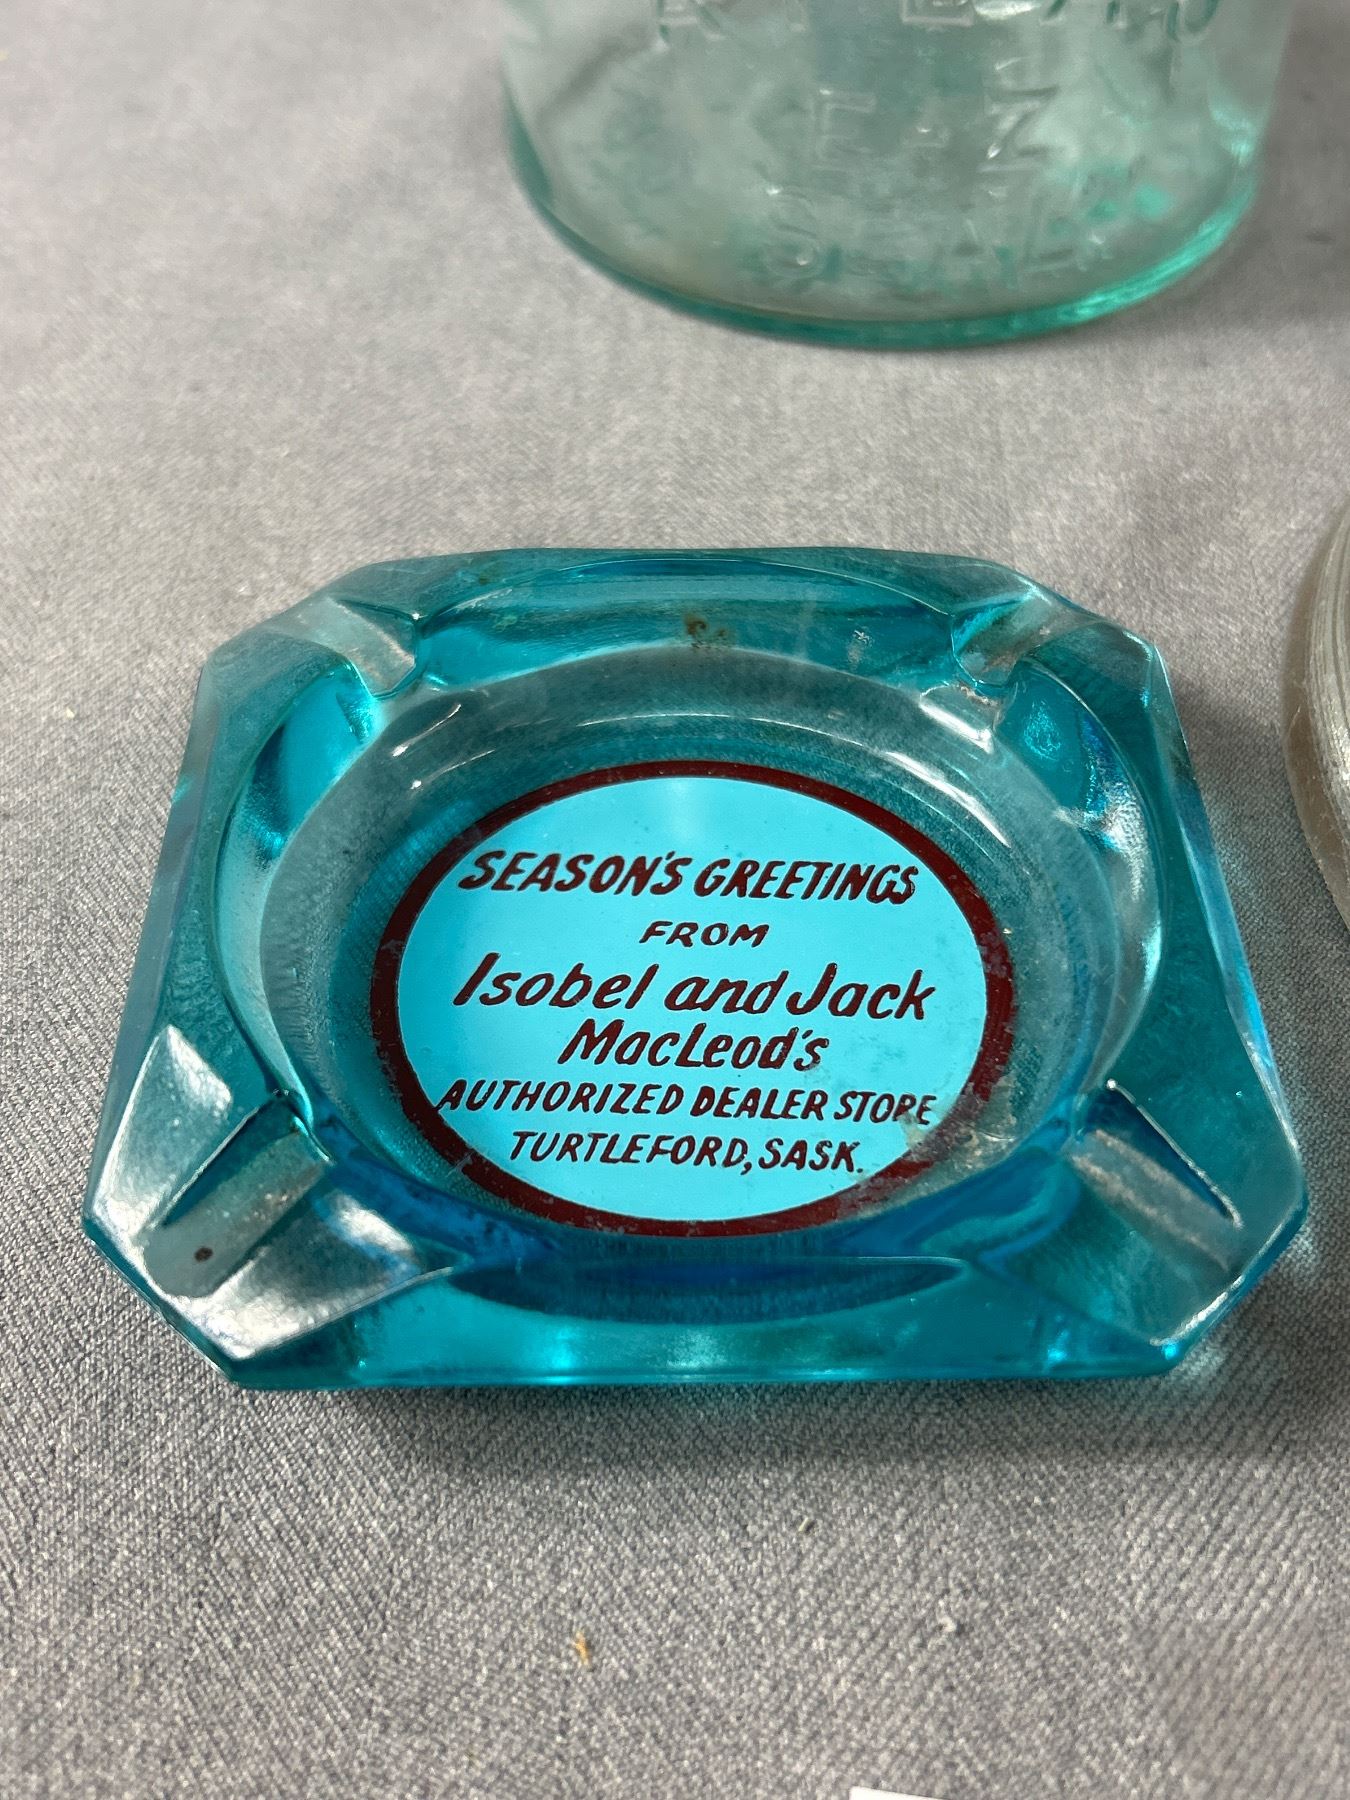 SEASON'S GREETINGS
FROM
Isobel and Jack
MacLeod's
AUTHORIZED DEALER STORE
TURTLEFORD, SASK.